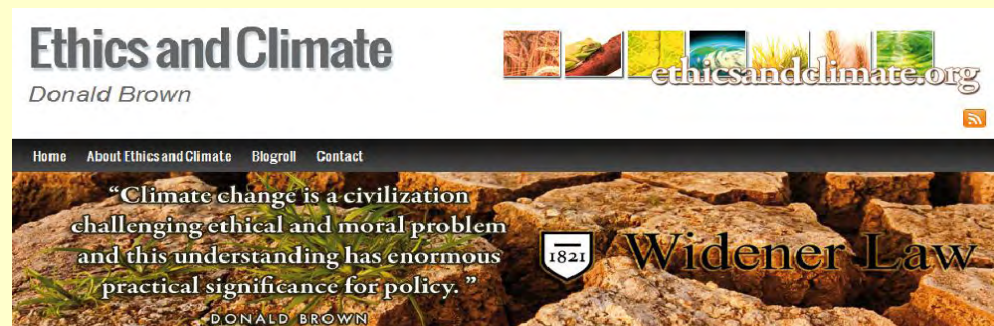 Ethics and Climate
Donald Brown
ethicsandclimate.org
Home About Ethics and Climate Blogroll Contact
“Climate change is a civilization
challenging ethical and moral problem
and this understanding has enormous
practical significance for policy. ”
DONALD BROWN
1821 Widener Law